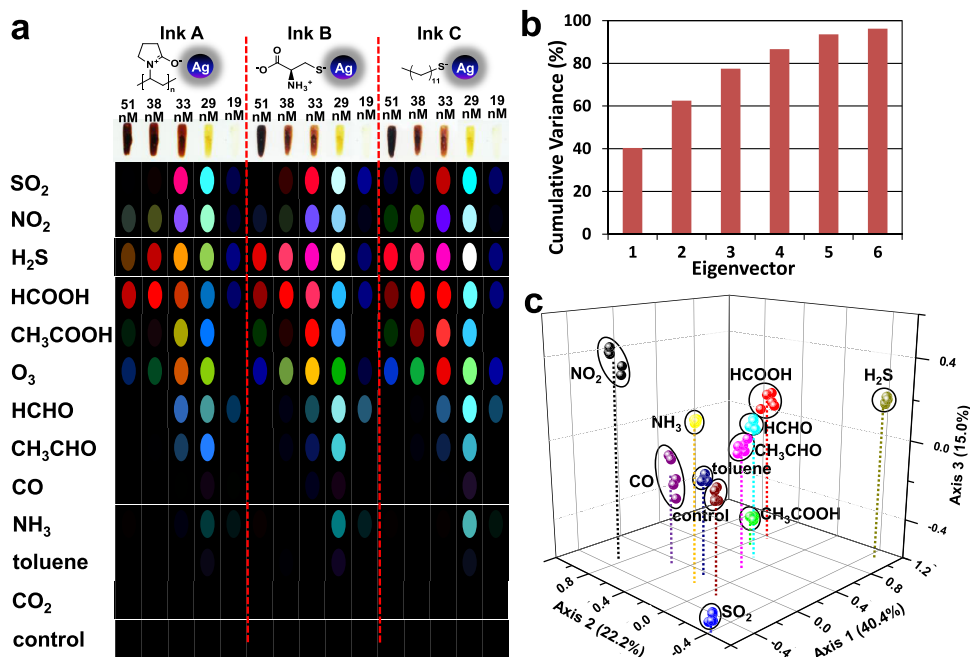 a
Ink A
Ink B
Ink C
N+
O-
Ag
n
-O
O
S-
NH3+
Ag
S-
11
Ag
51 nM 38 nM 33 nM 29 nM 19 nM
51 nM 38 nM 33 nM 29 nM 19 nM
51 nM 38 nM 33 nM 29 nM 19 nM
SO2
NO2
H2S
HCOOH
CH3COOH
O3
HCHO
CH3CHO
CO
NH3
toluene
CO2
control
b
Cumulative Variance (%)
100
80
60
40
20
0
1 2 3 4 5 6
Eigenvector
c
NO2
HCOOH
H2S
NH3
HCHO
CH3CHO
CO
toluene
control
CH3COOH
SO2
0.4
0.0
-0.4
Axis 3 (15.0%)
0.8 0.4 0.0 -0.4
Axis 2 (22.2%)
-0.4 0.0 0.4 0.8 1.2
Axis 1 (40.4%)